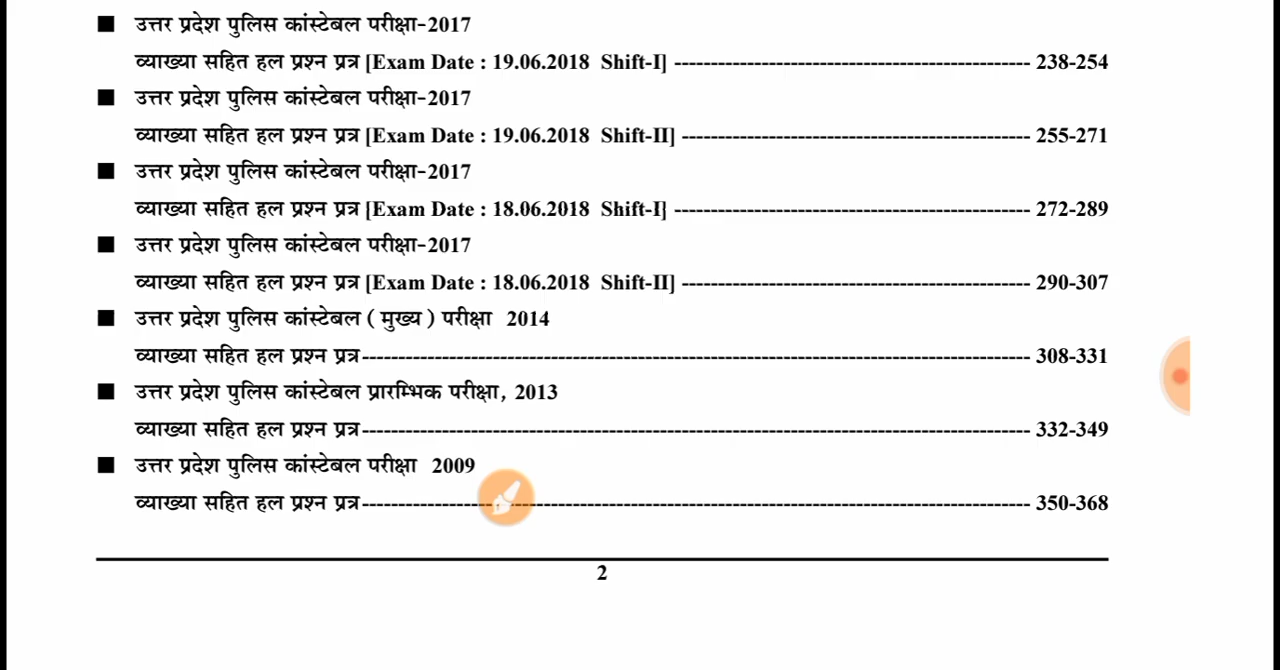 ■ उत्तर प्रदेश पुलिस कांस्टेबल परीक्षा-2017
व्याख्या सहित हल प्रश्न प्रत्र [Exam Date : 19.06.2018 Shift-I] ------------------------------------------------ 238-254
■ उत्तर प्रदेश पुलिस कांस्टेबल परीक्षा-2017
व्याख्या सहित हल प्रश्न प्रत्र [Exam Date : 19.06.2018 Shift-II] ----------------------------------------------- 255-271
■ उत्तर प्रदेश पुलिस कांस्टेबल परीक्षा-2017
व्याख्या सहित हल प्रश्न प्रत्र [Exam Date : 18.06.2018 Shift-I] ------------------------------------------------ 272-289
■ उत्तर प्रदेश पुलिस कांस्टेबल परीक्षा-2017
व्याख्या सहित हल प्रश्न प्रत्र [Exam Date : 18.06.2018 Shift-II] ----------------------------------------------- 290-307
■ उत्तर प्रदेश पुलिस कांस्टेबल ( मुख्य ) परीक्षा 2014
व्याख्या सहित हल प्रश्न प्रत्र------------------------------------------------------------------------------------------ 308-331
■ उत्तर प्रदेश पुलिस कांस्टेबल प्रारम्भिक परीक्षा, 2013
व्याख्या सहित हल प्रश्न प्रत्र------------------------------------------------------------------------------------------ 332-349
■ उत्तर प्रदेश पुलिस कांस्टेबल परीक्षा 2009
व्याख्या सहित हल प्रश्न प्रत्र------------------------------------------------------------------------------------------ 350-368
2